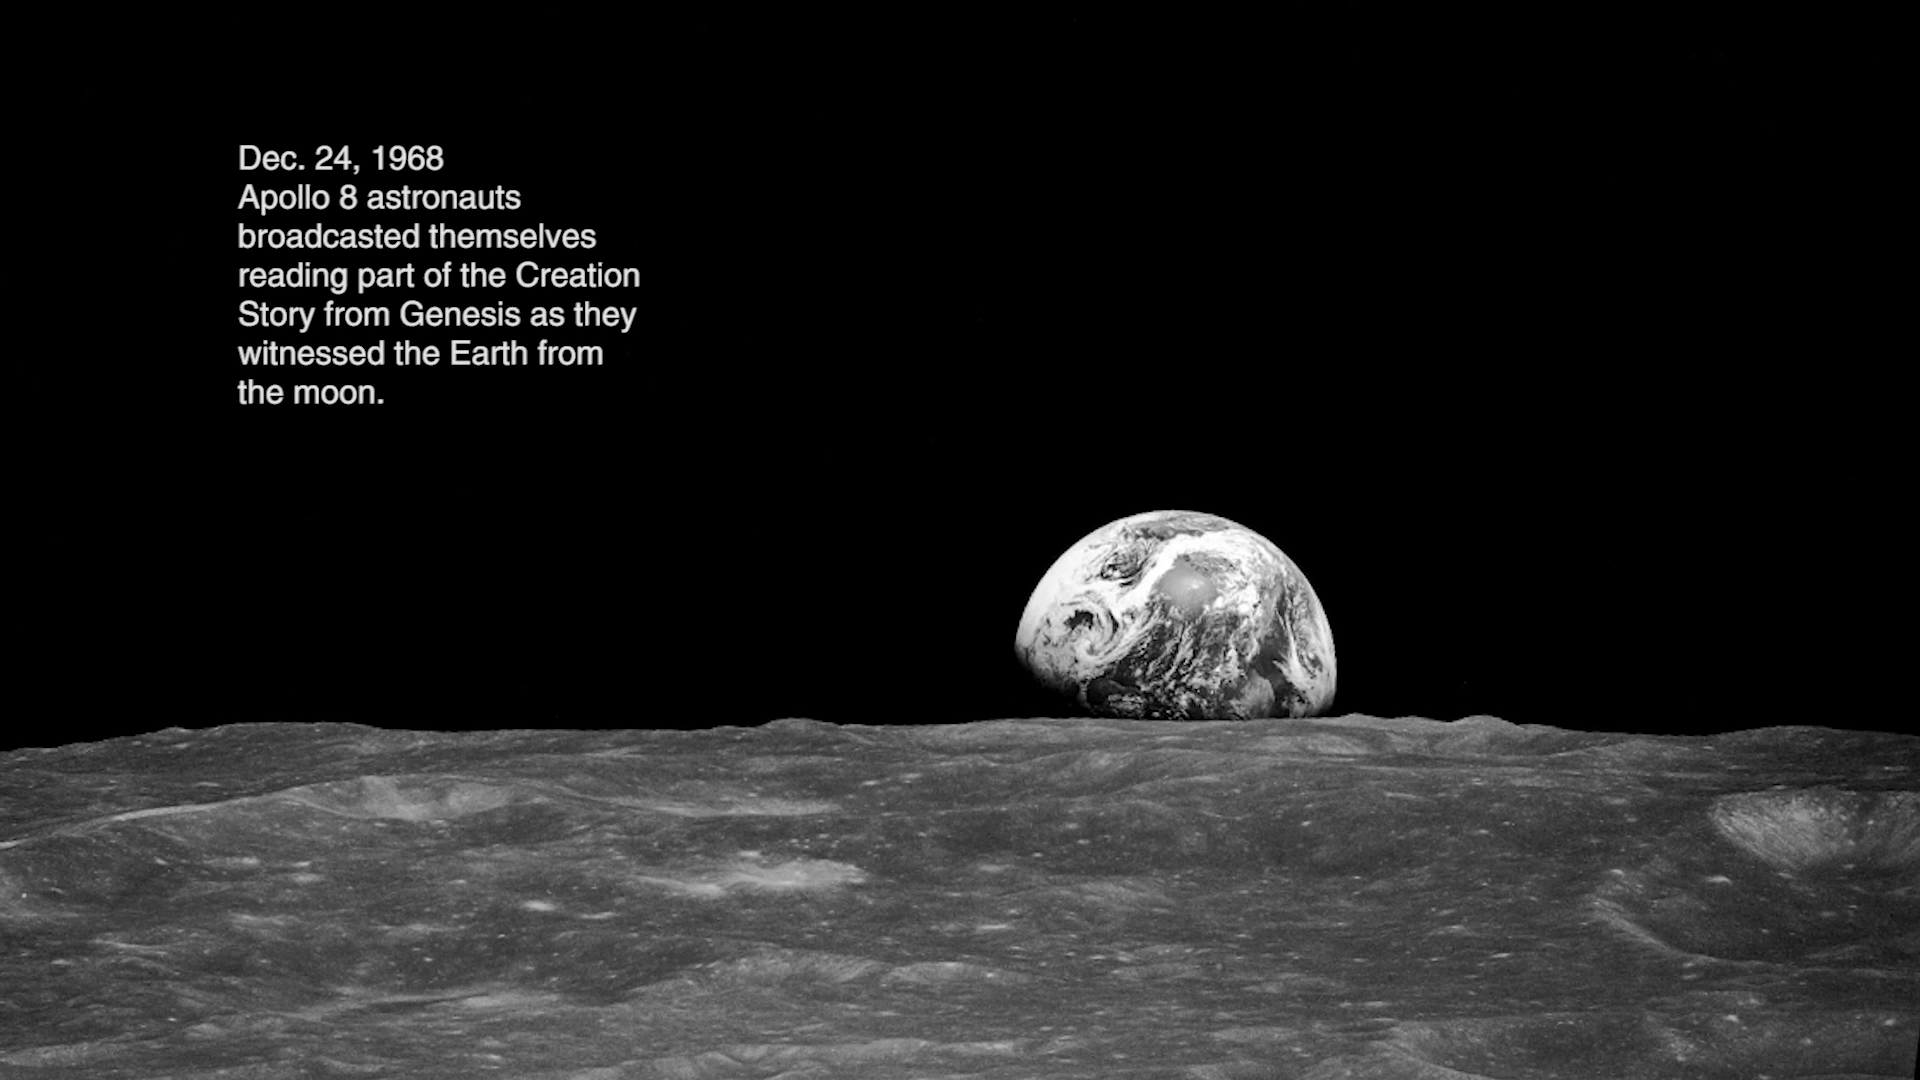 Dec. 24, 1968
Apollo 8 astronauts
broadcasted themselves
reading part of the Creation
Story from Genesis as they
witnessed the Earth from
the moon.